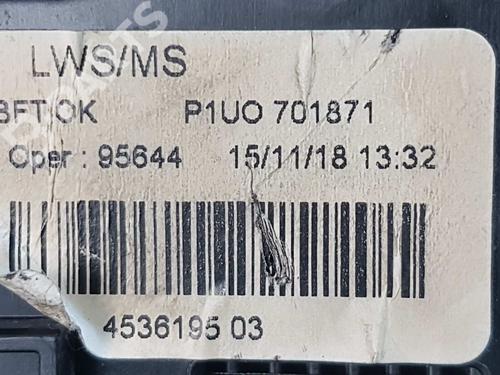 LWS/MS
BFT OK P1UO 701871
Oper : 95644 15/11/18 13:32
4536195 03